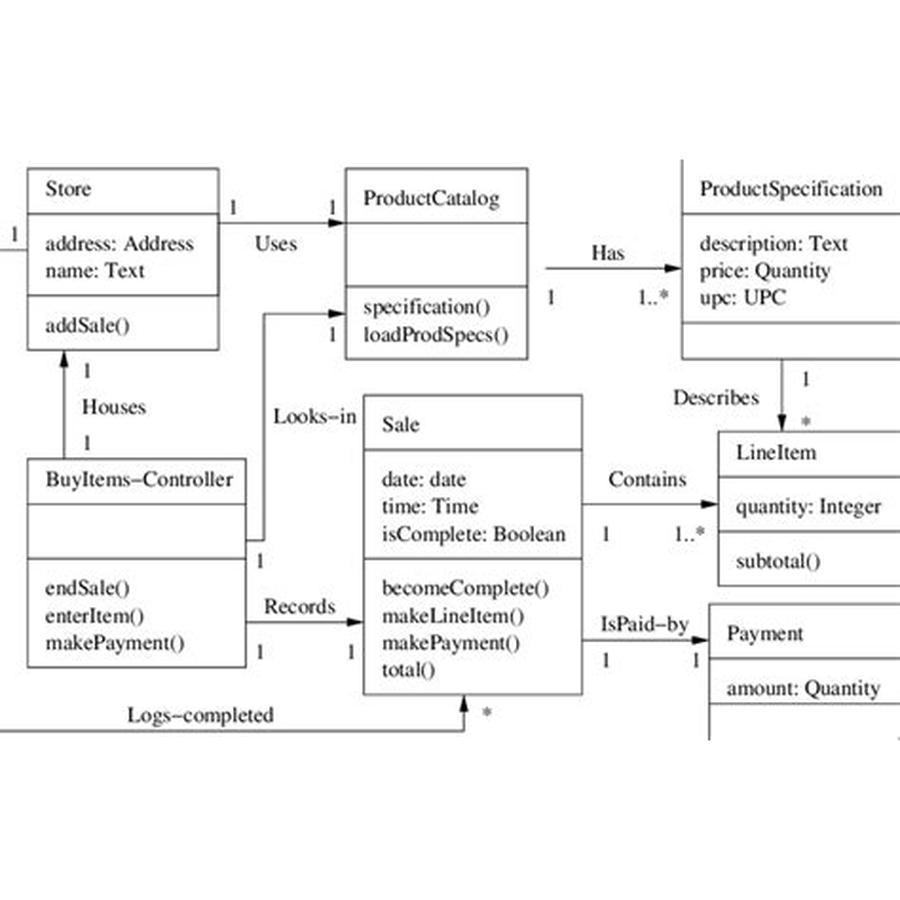 Store
address: Address
name: Text
addSale()
1
1
1
Uses
ProductCatalog
specification()
loadProdSpecs()
1
Has
1
1..*
ProductSpecification
description: Text
price: Quantity
upc: UPC
1
Houses
1
Looks-in
Describes
1
*
BuyItems-Controller
endSale()
enterItem()
makePayment()
1
Records
1
1
Sale
date: date
time: Time
isComplete: Boolean
becomeComplete()
makeLineItem()
makePayment()
total()
Contains
1
1..*
LineItem
quantity: Integer
subtotal()
IsPaid-by
1
1
Payment
amount: Quantity
Logs-completed
*